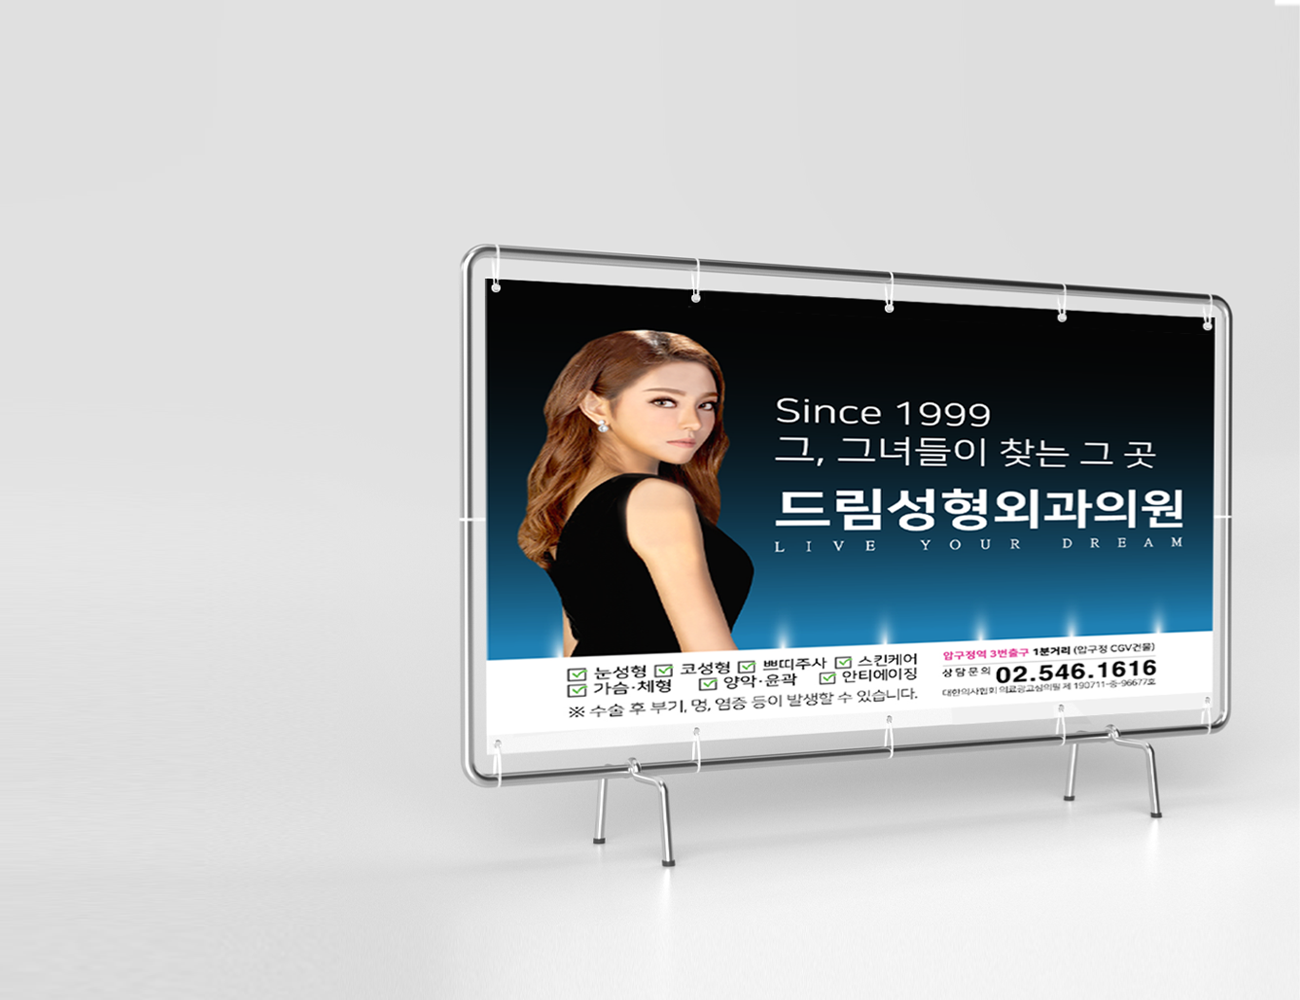 Since 1999
그, 그녀들이 찾는 그 곳
드림성형외과의원
LIVE YOUR DREAM
눈성형 코성형 쁘띠주사 스킨케어
가슴·체형 양악·윤곽 안티에이징
※ 수술 후 부기, 멍, 염증 등이 발생할 수 있습니다.
압구정역 3번출구 1분거리 (압구정 CGV건물)
상담문의 02.546.1616
대한의사협회 의료광고심의필 제 190711-중-96677호